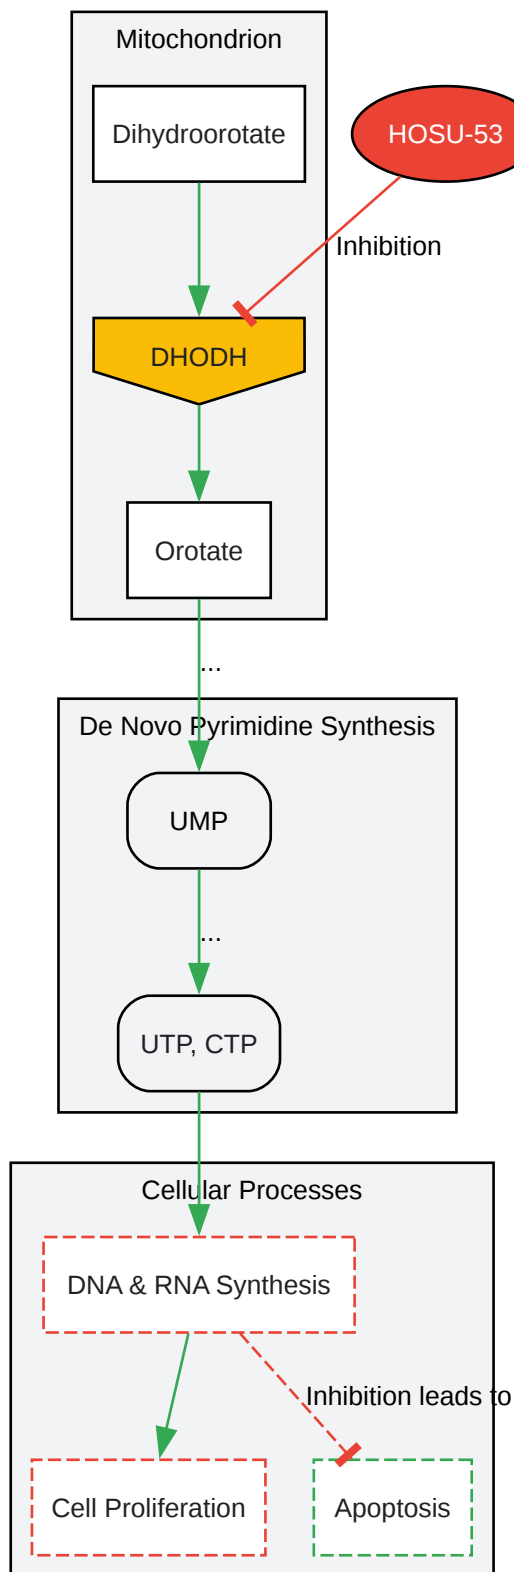 Mitochondrion
Dihydroorotate
HOSU-53
Inhibition
DHODH
Orotate
...
De Novo Pyrimidine Synthesis
UMP
...
UTP, CTP
Cellular Processes
DNA & RNA Synthesis
Inhibition leads to
Cell Proliferation
Apoptosis